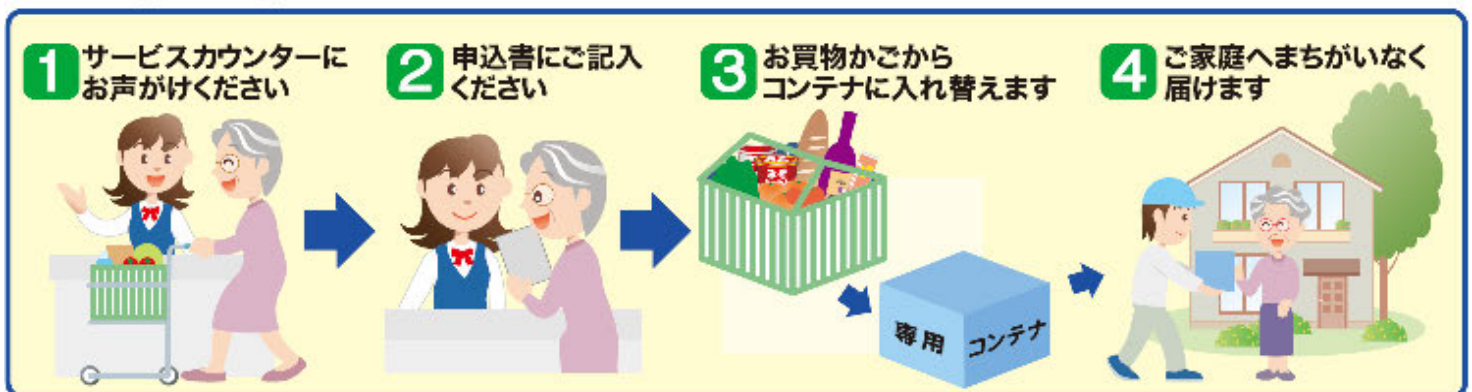 1 サービスカウンターに
お声がけください
2 申込書にご記入
ください
3 お買物かごから
コンテナに入れ替えます
4 ご家庭へまちがいなく
届けます
専用 コンテナ